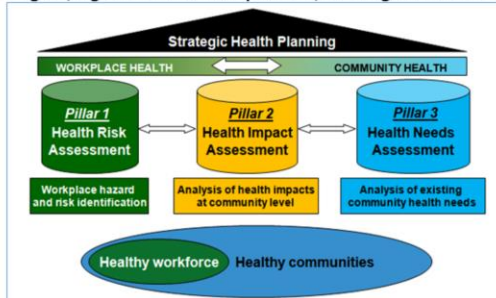 Strategic Health Planning
WORKPLACE HEALTH
COMMUNITY HEALTH
Pillar 1
Health Risk
Assessment
Pillar 2
Health Impact
Assessment
Pillar 3
Health Needs
Assessment
Workplace hazard
and risk identification
Analysis of health impacts
at community level
Analysis of existing
community health needs
Healthy workforce
Healthy communities